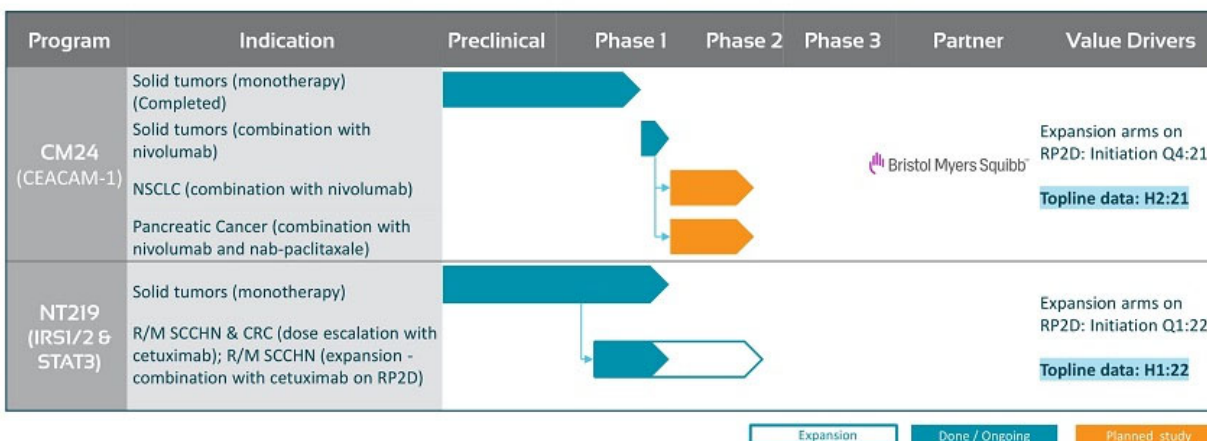 Program Indication Preclinical Phase 1 Phase 2 Phase 3 Partner Value Drivers
CM24
(CEACAM-1)
Solid tumors (monotherapy)
(Completed)
Solid tumors (combination with
nivolumab)
NSCLC (combination with nivolumab)
Pancreatic Cancer (combination with
nivolumab and nab-paclitaxale)
Bristol Myers Squibb™
Expansion arms on
RP2D: Initiation Q4:21
Topline data: H2:21
NT219
(IRS1/2 &
STAT3)
Solid tumors (monotherapy)
R/M SCCHN & CRC (dose escalation with
cetuximab); R/M SCCHN (expansion -
combination with cetuximab on RP2D)
Expansion arms on
RP2D: Initiation Q1:22
Topline data: H1:22
Expansion Done / Ongoing Planned study